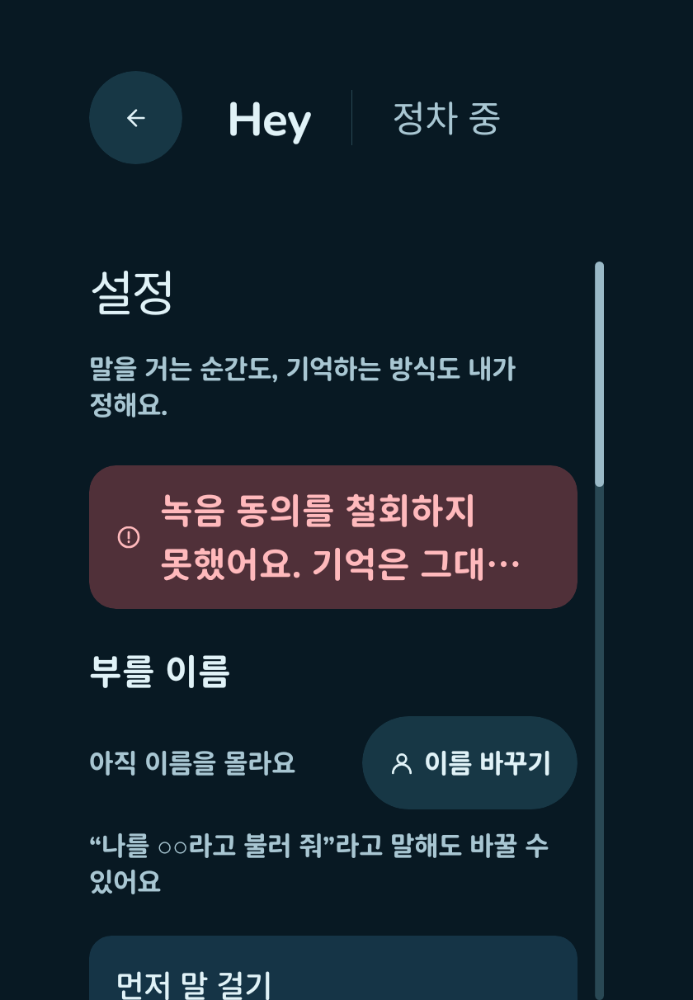 Hey
정차 중
설정
말을 거는 순간도, 기억하는 방식도 내가
정해요.
녹음 동의를 철회하지
못했어요. 기억은 그대…
부를 이름
아직 이름을 몰라요
이름 바꾸기
“나를 ○○라고 불러 줘”라고 말해도 바꿀 수
있어요
먼저 말 걸기